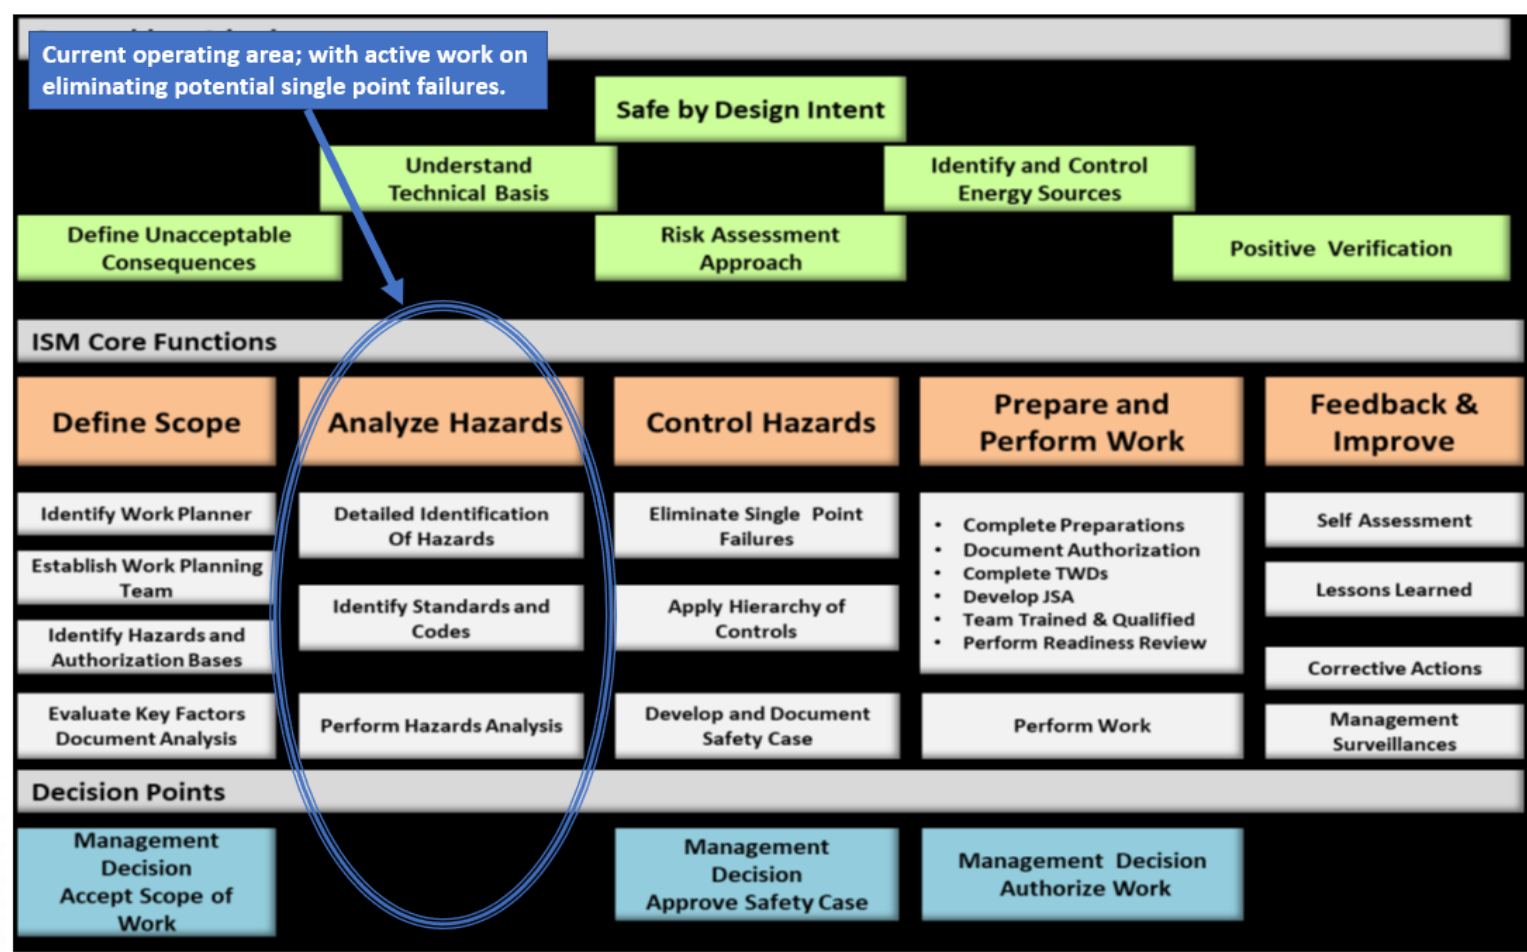 Current operating area; with active work on
eliminating potential single point failures.
Safe by Design Intent
Understand
Technical Basis
Identify and Control
Energy Sources
Define Unacceptable
Consequences
Risk Assessment
Approach
Positive Verification
ISM Core Functions
Define Scope
Analyze Hazards
Control Hazards
Prepare and
Perform Work
Feedback &
Improve
Identify Work Planner
Establish Work Planning
Team
Identify Hazards and
Authorization Bases
Evaluate Key Factors
Document Analysis
Detailed Identification
Of Hazards
Identify Standards and
Codes
Perform Hazards Analysis
Eliminate Single Point
Failures
Apply Hierarchy of
Controls
Develop and Document
Safety Case
• Complete Preparations
• Document Authorization
• Complete TWDs
• Develop JSA
• Team Trained & Qualified
• Perform Readiness Review
Perform Work
Self Assessment
Lessons Learned
Corrective Actions
Management
Surveillances
Decision Points
Management
Decision
Accept Scope of
Work
Management
Decision
Approve Safety Case
Management Decision
Authorize Work